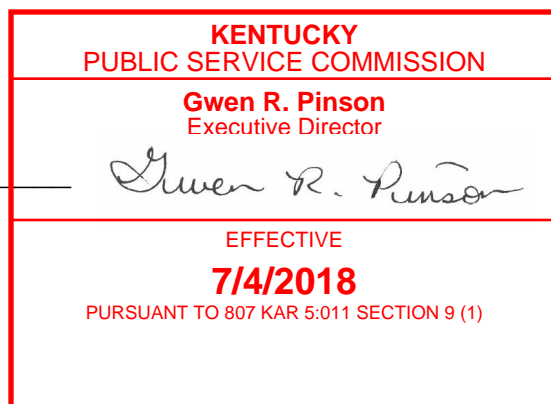 KENTUCKY
PUBLIC SERVICE COMMISSION
Gwen R. Pinson
Executive Director
Gwen R. Pinson
EFFECTIVE
7/4/2018
PURSUANT TO 807 KAR 5:011 SECTION 9 (1)